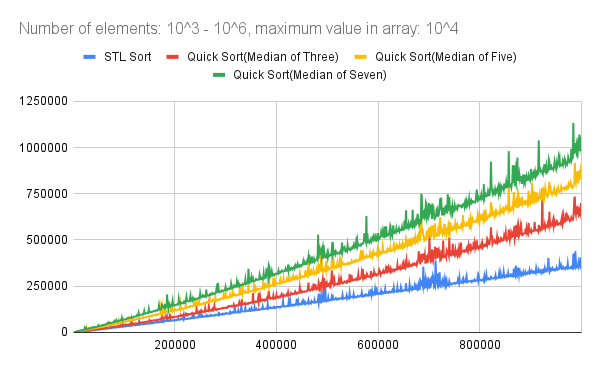 Number of elements: 10^3 - 10^6, maximum value in array: 10^4
STL Sort Quick Sort(Median of Three) Quick Sort(Median of Five)
Quick Sort(Median of Seven)
1250000
1000000
750000
500000
250000
0
200000 400000 600000 800000